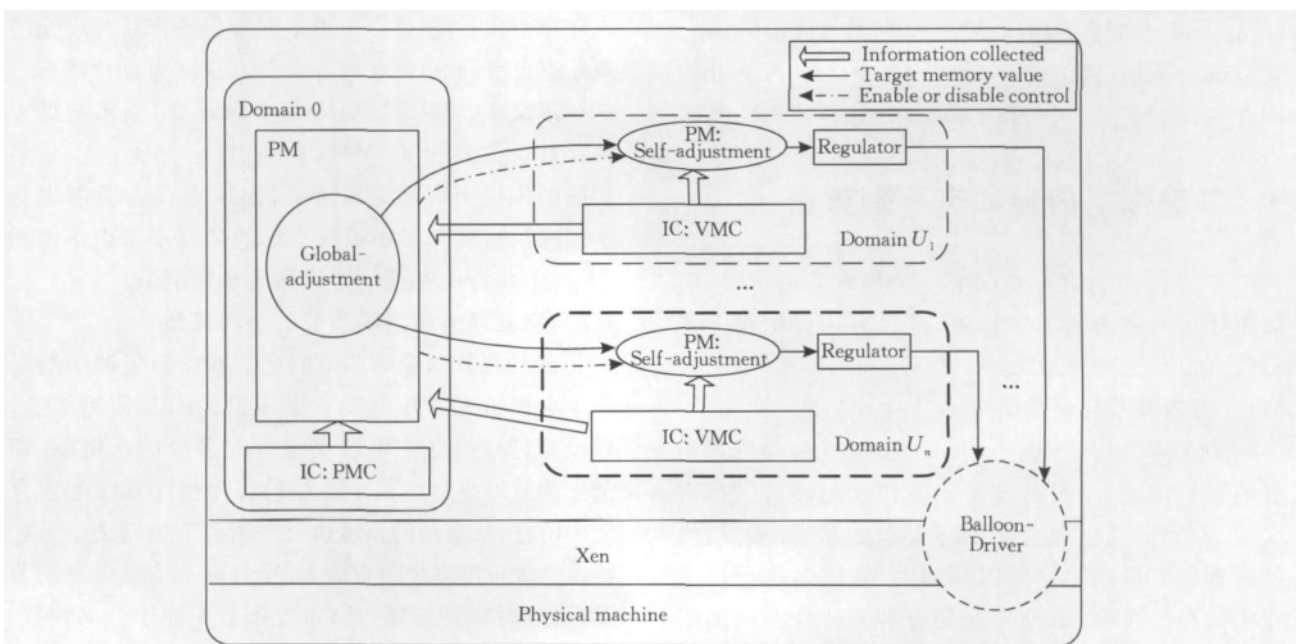 Information collected
Target memory value
Enable or disable control
Domain 0
PM
Global-
adjustment
IC: PMC
PM:
Self-adjustment
Regulator
IC: VMC
Domain U₁
...
PM:
Self-adjustment
Regulator
...
IC: VMC
Domain Uₙ
Balloon-
Driver
Xen
Physical machine